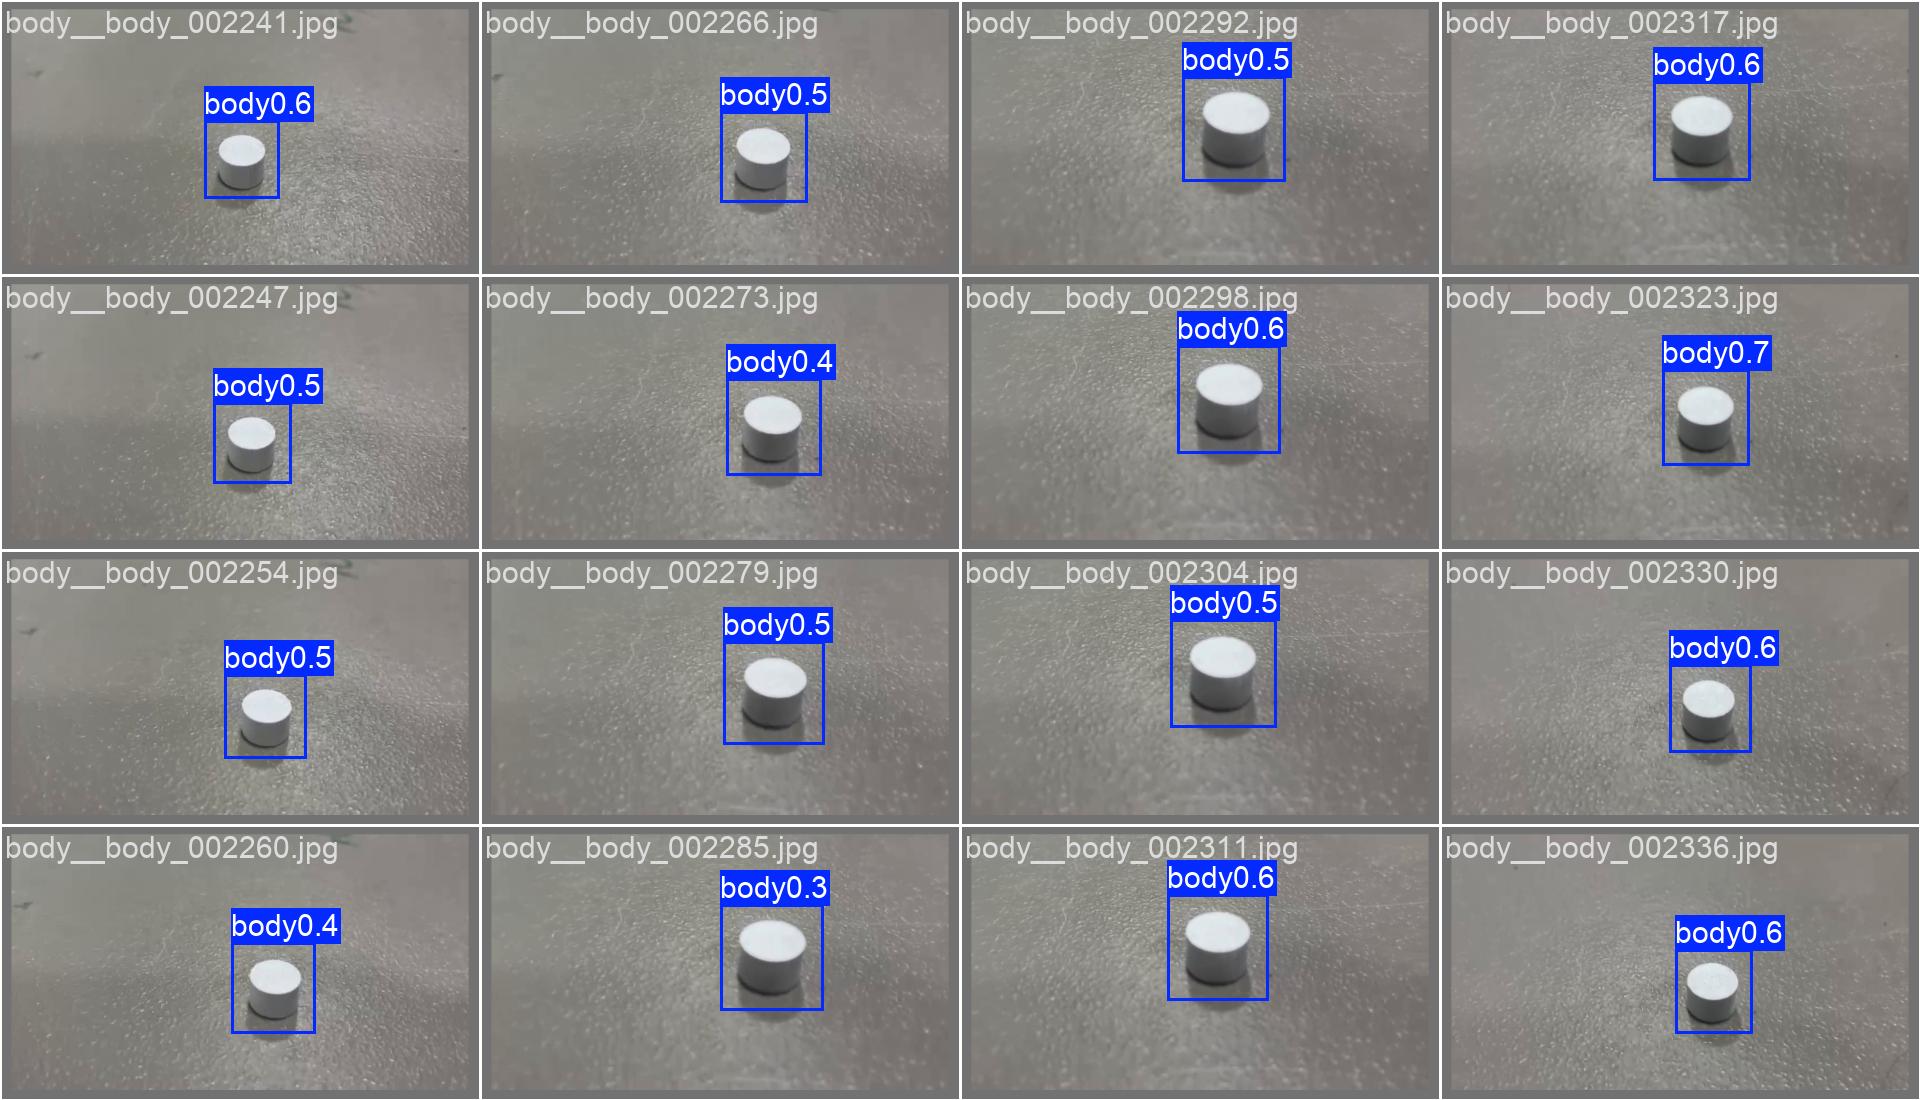 body__body_002241.jpg
body0.6
body__body_002266.jpg
body0.5
body__body_002292.jpg
body0.5
body__body_002317.jpg
body0.6
body__body_002247.jpg
body0.5
body__body_002273.jpg
body0.4
body__body_002298.jpg
body0.6
body__body_002323.jpg
body0.7
body__body_002254.jpg
body0.5
body__body_002279.jpg
body0.5
body__body_002304.jpg
body0.5
body__body_002330.jpg
body0.6
body__body_002260.jpg
body0.4
body__body_002285.jpg
body0.3
body__body_002311.jpg
body0.6
body__body_002336.jpg
body0.6